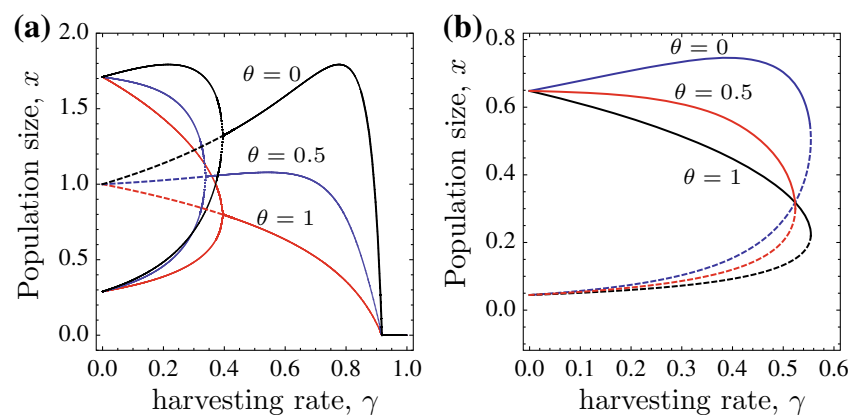 (a)
Population size, x
2.0
1.5
1.0
0.5
0.0
θ = 0
θ = 0.5
θ = 1
0.0 0.2 0.4 0.6 0.8 1.0
harvesting rate, γ
(b)
Population size, x
0.8
0.6
0.4
0.2
0.0
θ = 0
θ = 0.5
θ = 1
0.0 0.1 0.2 0.3 0.4 0.5 0.6
harvesting rate, γ